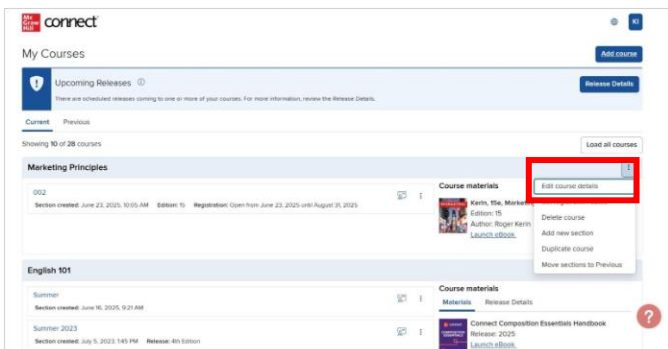 Mc Graw Hill connect
KI
My Courses
Add course
Upcoming Releases
There are scheduled releases coming to one or more of your courses. For more information, review the Release Details.
Release Details
Current Previous
Showing 10 of 28 courses
Load all courses
Marketing Principles
Edit course details
Delete course
Add new section
Duplicate course
Move sections to Previous
002
Section created: June 23, 2025, 10:05 AM Edition: 15 Registration: Open from June 23, 2025 until August 31, 2025
Course materials
Kerin, 15e, Marketi
Edition: 15
Author: Roger Kerin
Launch eBook
English 101
Summer
Section created: June 16, 2025, 9:21 AM
Summer 2023
Section created: July 5, 2023, 1:45 PM Release: 4th Edition
Course materials
Materials Release Details
Connect Composition Essentials Handbook
Release: 2025
Launch eBook
?